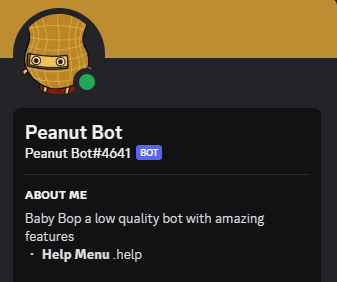 Peanut Bot
Peanut Bot#4641 BOT
ABOUT ME
Baby Bop a low quality bot with amazing
features
· Help Menu .help